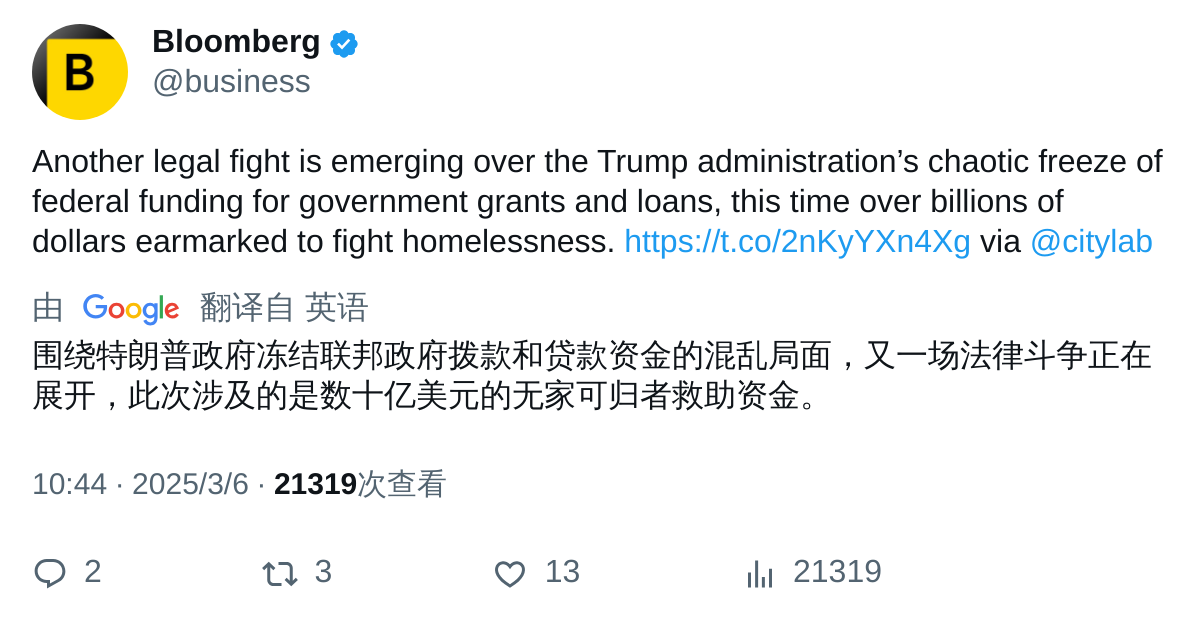 B
Bloomberg
@business
Another legal fight is emerging over the Trump administration’s chaotic freeze of
federal funding for government grants and loans, this time over billions of
dollars earmarked to fight homelessness. https://t.co/2nKyYXn4Xg via @citylab
由 Google 翻译自 英语
围绕特朗普政府冻结联邦政府拨款和贷款资金的混乱局面，又一场法律斗争正在
展开，此次涉及的是数十亿美元的无家可归者救助资金。
10:44 · 2025/3/6 · 21319次查看
2 3 13 21319